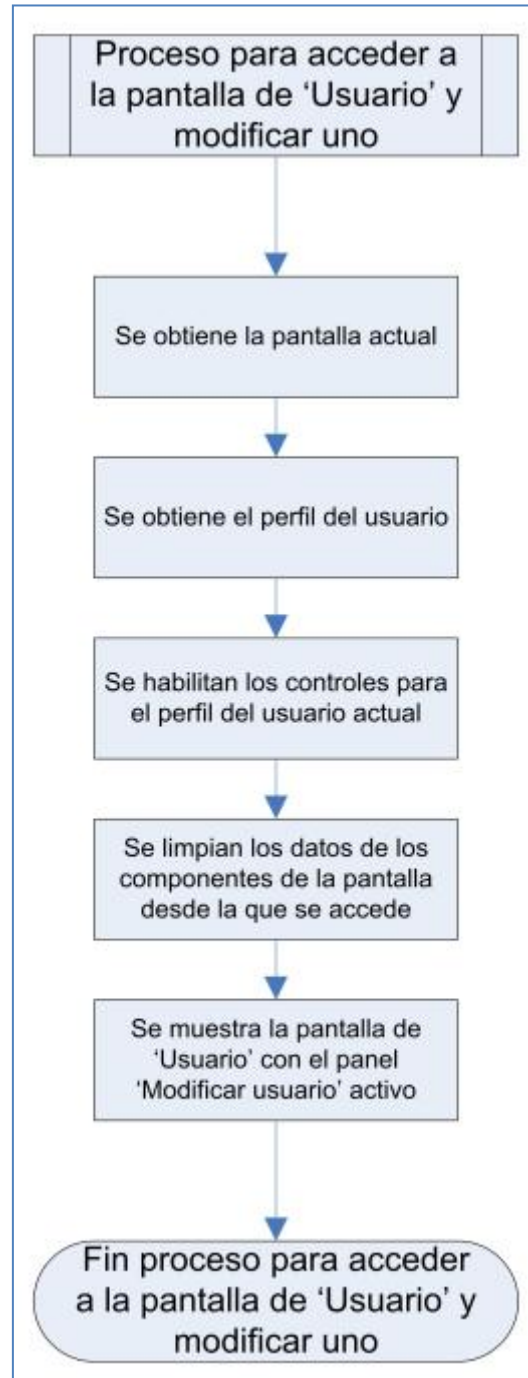 Proceso para acceder a
la pantalla de ‘Usuario’ y
modificar uno
Se obtiene la pantalla actual
Se obtiene el perfil del usuario
Se habilitan los controles para
el perfil del usuario actual
Se limpian los datos de los
componentes de la pantalla
desde la que se accede
Se muestra la pantalla de
‘Usuario’ con el panel
‘Modificar usuario’ activo
Fin proceso para acceder
a la pantalla de ‘Usuario’ y
modificar uno